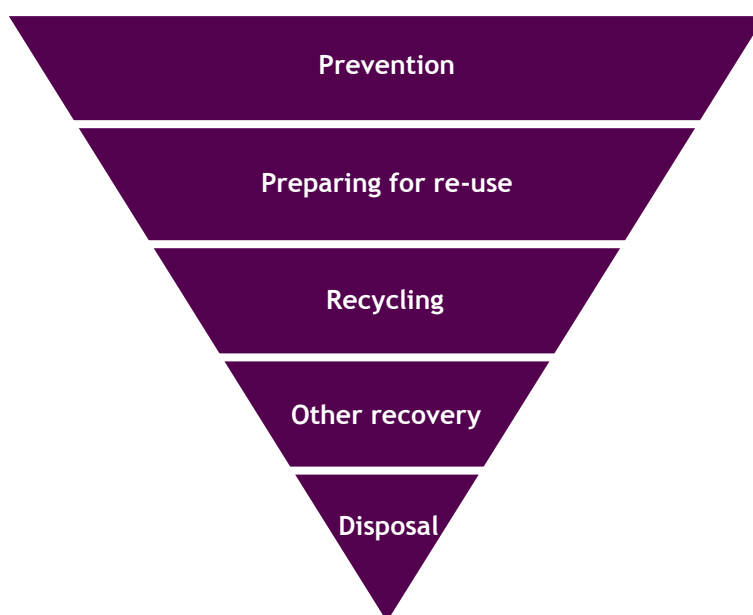 Prevention
Preparing for re-use
Recycling
Other recovery
Disposal